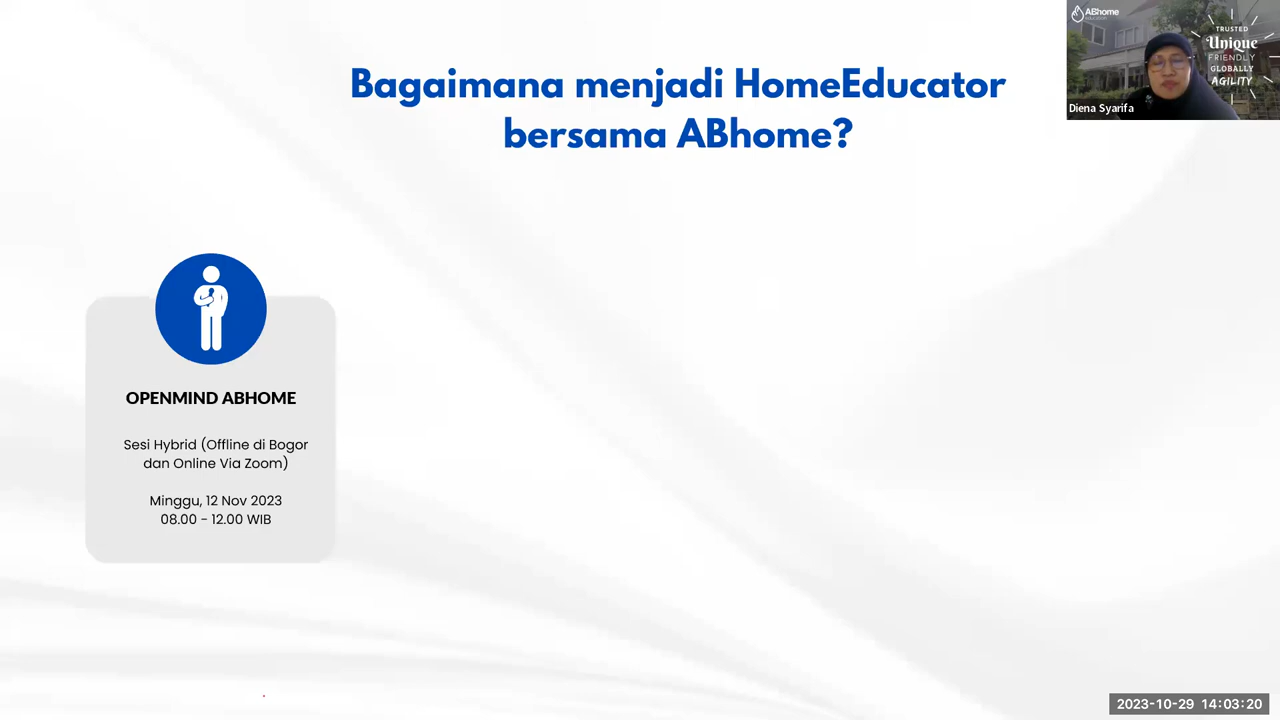 Bagaimana menjadi HomeEducator
bersama ABhome?
ABhome
education
TRUSTED
Unique
FRIENDLY
GLOBALLY
AGILITY
Diena Syarifa
OPENMIND ABHOME
Sesi Hybrid (Offline di Bogor
dan Online Via Zoom)
Minggu, 12 Nov 2023
08.00 - 12.00 WIB
2023-10-29 14:03:20